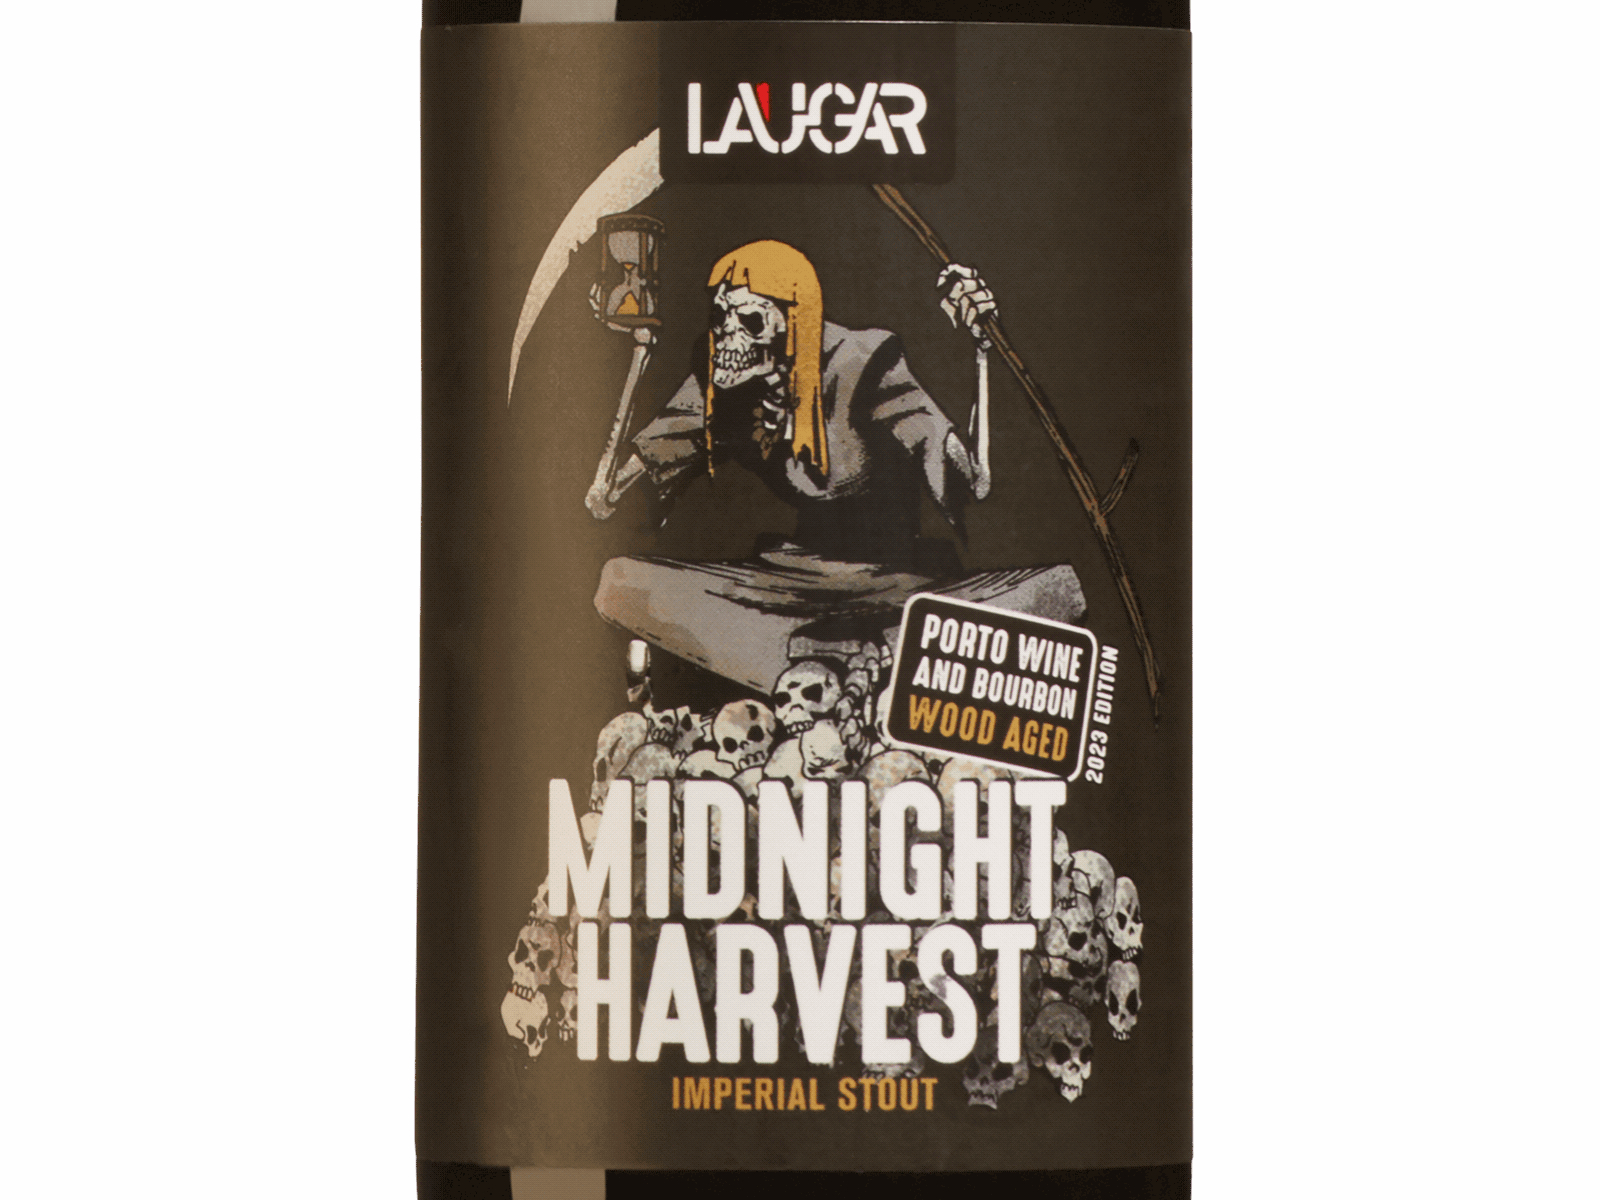 LAUGAR
PORTO WINE
AND BOURBON
WOOD AGED
2023 EDITION
MIDNIGHT
HARVEST
IMPERIAL STOUT